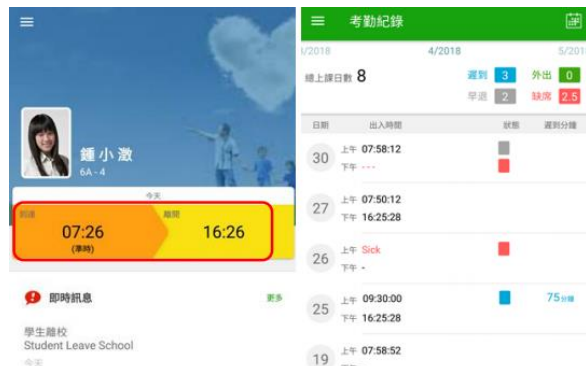 鍾小澂
6A - 4
今天
到達
離開
07:26
16:26
(準時)
即時訊息
更多
學生離校
Student Leave School
今天
考勤紀錄
4/2018
總上課日數 8
遲到 3
外出 0
早退 2
缺席 2.5
日期
出入時間
狀態
遲到分鐘
30
上午 07:58:12
下午 ---
27
上午 07:50:12
下午 16:25:28
26
上午 Sick
下午 -
25
上午 09:30:00
75分鐘
下午 16:25:28
19
上午 07:58:52